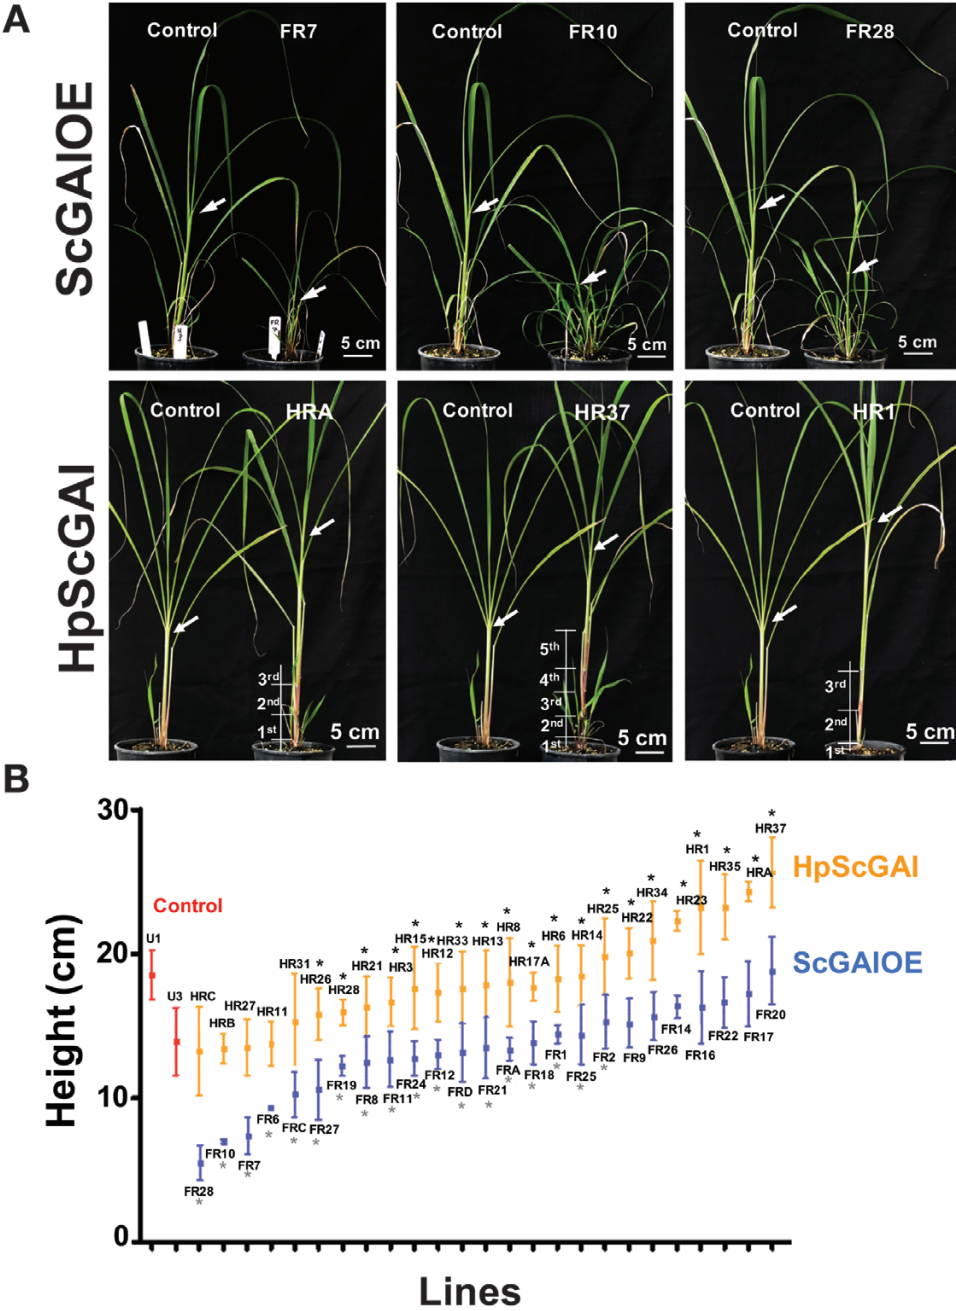 A
ScGAIOE
Control FR7
5 cm
Control FR10
5 cm
Control FR28
5 cm
HpScGAI
Control HRA
3rd
2nd
1st
5 cm
Control HR37
5th
4th
3rd
2nd
1st
5 cm
Control HR1
3rd
2nd
1st
5 cm
B
Height (cm)
30
20
10
0
Control
U1
U3
HRC
HRB
HR27
HR11
HR31
HR26
*
HR28
*
HR21
*
HR3
*
HR15
*
HR12
*
HR33
*
HR13
*
HR8
*
HR17A
*
HR6
*
HR14
*
HR25
*
HR22
*
HR34
*
HR23
*
HR1
*
HR35
*
HRA
*
HR37
*
HpScGAI
ScGAIOE
FR28
*
FR10
*
FR7
*
FR6
*
FRC
*
FR27
*
FR19
*
FR8
*
FR11
*
FR24
*
FR12
*
FRD
*
FR21
*
FRA
*
FR18
*
FR1
*
FR25
*
FR2
*
FR9
FR26
FR14
FR16
FR22
FR17
FR20
Lines